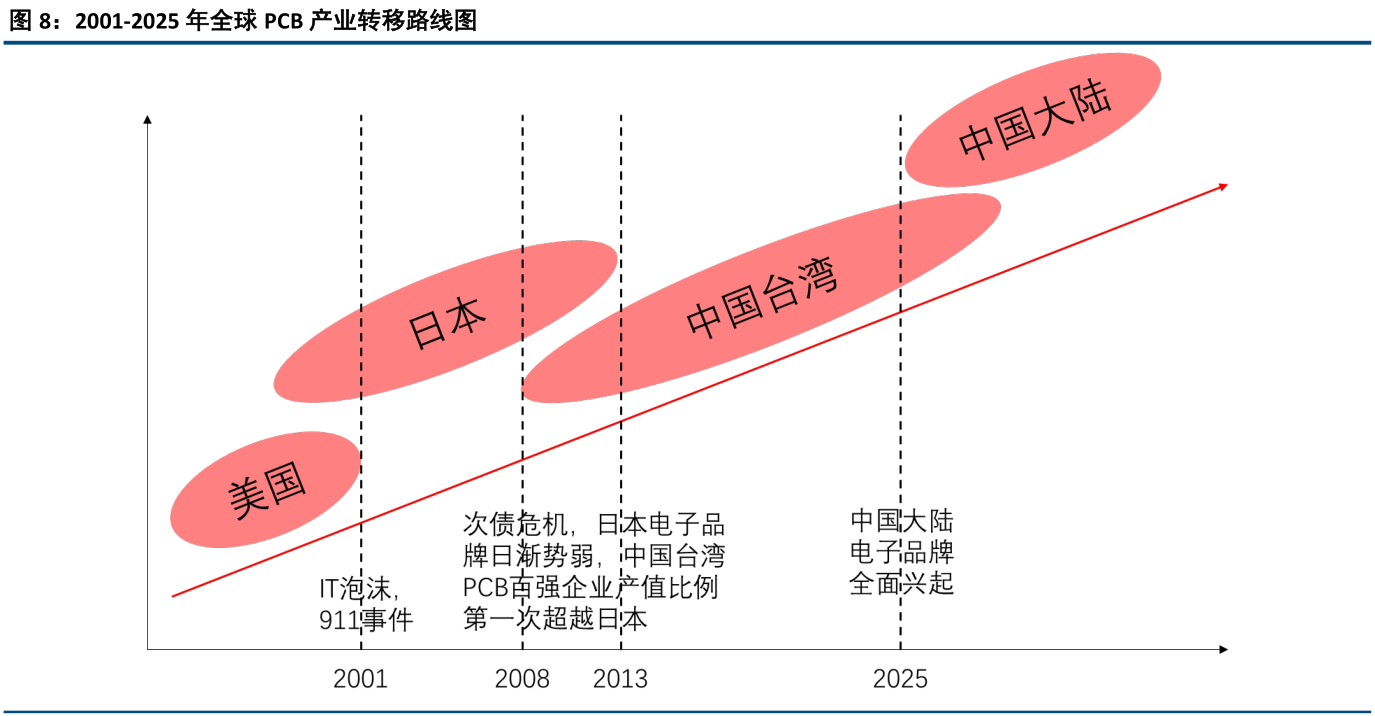 图 8：2001-2025 年全球 PCB 产业转移路线图
中国大陆
中国台湾
日本
美国
IT泡沫，
911事件
次债危机，日本电子品
牌日渐势弱，中国台湾
PCB百强企业产值比例
第一次超越日本
中国大陆
电子品牌
全面兴起
2001
2008
2013
2025